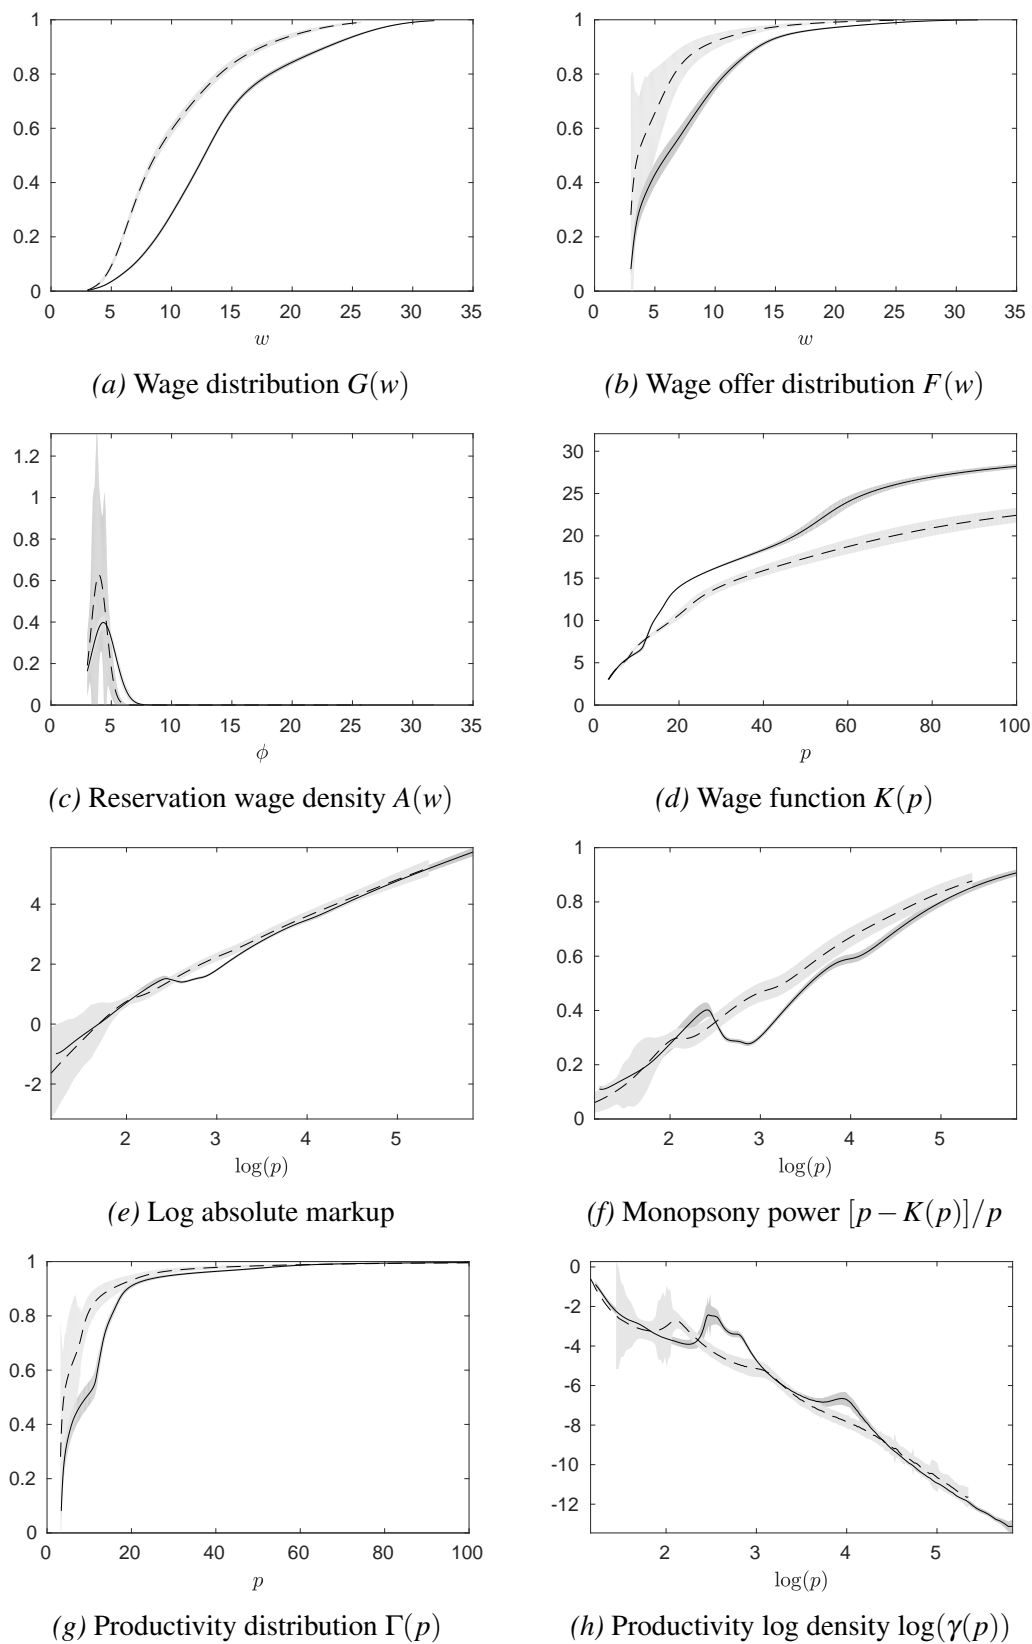 1
0.8
0.6
0.4
0.2
0
0 5 10 15 20 25 30 35
w
(a) Wage distribution G(w)
1
0.8
0.6
0.4
0.2
0
0 5 10 15 20 25 30 35
w
(b) Wage offer distribution F(w)
1.2
1
0.8
0.6
0.4
0.2
0
0 5 10 15 20 25 30 35
ϕ
(c) Reservation wage density A(w)
30
25
20
15
10
5
0
0 20 40 60 80 100
p
(d) Wage function K(p)
4
2
0
-2
2 3 4 5
log(p)
(e) Log absolute markup
1
0.8
0.6
0.4
0.2
0
2 3 4 5
log(p)
(f) Monopsony power [p − K(p)]/p
1
0.8
0.6
0.4
0.2
0
0 20 40 60 80 100
p
(g) Productivity distribution Γ(p)
0
-2
-4
-6
-8
-10
-12
2 3 4 5
log(p)
(h) Productivity log density log(γ(p))